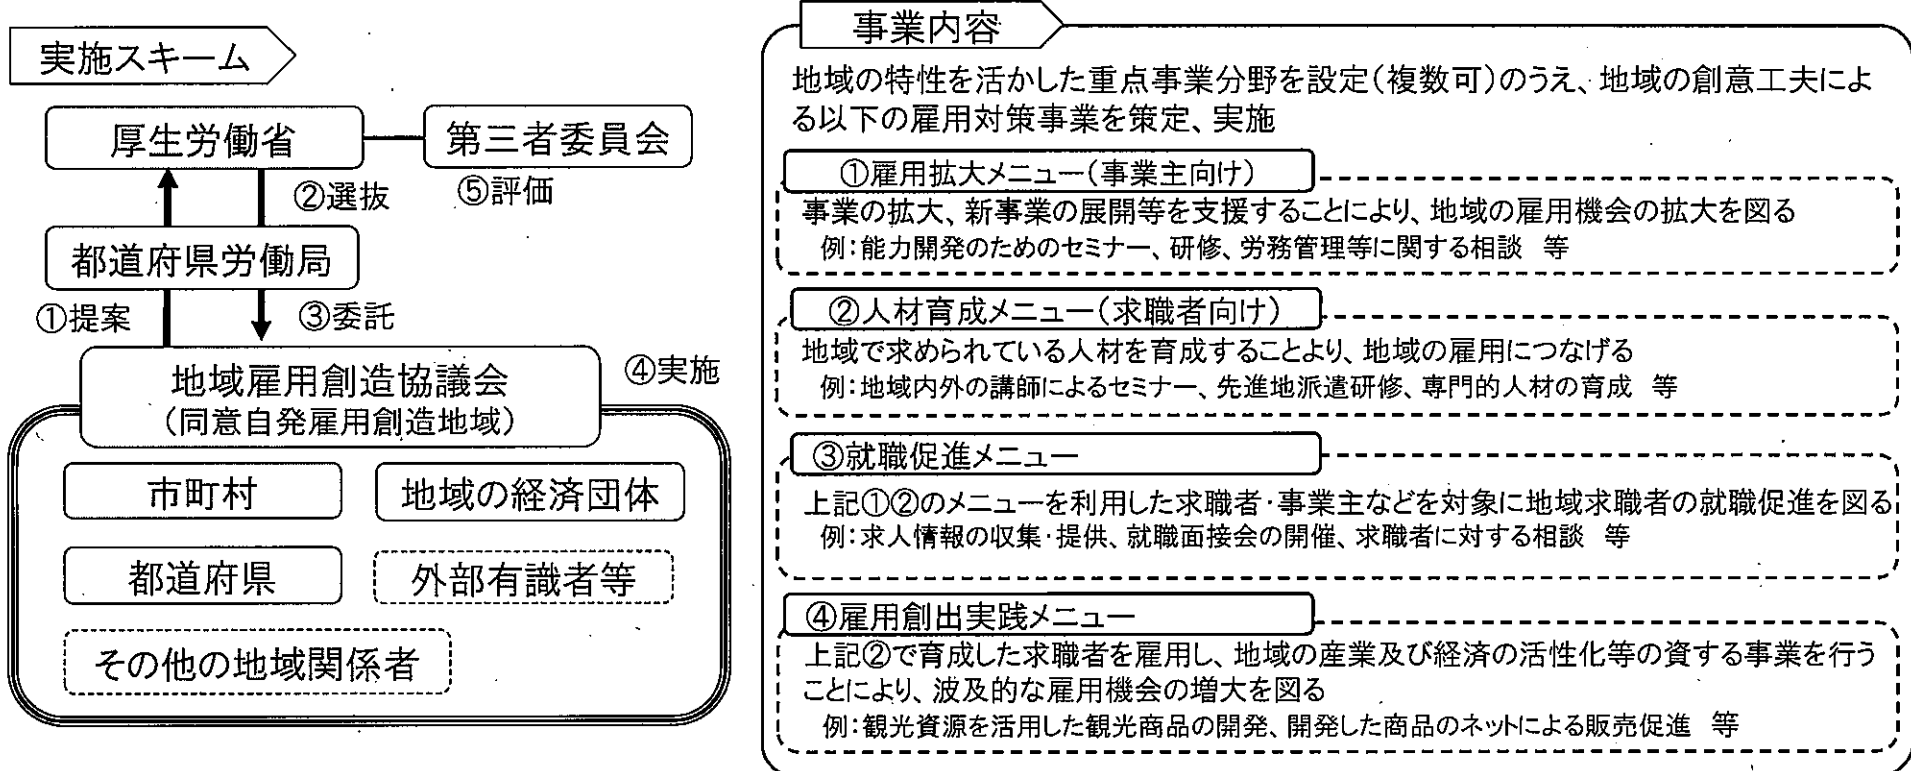 実施スキーム
厚生労働省
第三者委員会
②選抜
⑤評価
都道府県労働局
①提案
③委託
地域雇用創造協議会
(同意自発雇用創造地域)
④実施
市町村
地域の経済団体
都道府県
外部有識者等
その他の地域関係者
事業内容
地域の特性を活かした重点事業分野を設定(複数可)のうえ、地域の創意工夫によ
る以下の雇用対策事業を策定、実施
①雇用拡大メニュー(事業主向け)
事業の拡大、新事業の展開等を支援することにより、地域の雇用機会の拡大を図る
例:能力開発のためのセミナー、研修、労務管理等に関する相談 等
②人材育成メニュー(求職者向け)
地域で求められている人材を育成することより、地域の雇用につなげる
例:地域内外の講師によるセミナー、先進地派遣研修、専門的人材の育成 等
③就職促進メニュー
上記①②のメニューを利用した求職者・事業主などを対象に地域求職者の就職促進を図る
例:求人情報の収集・提供、就職面接会の開催、求職者に対する相談 等
④雇用創出実践メニュー
上記②で育成した求職者を雇用し、地域の産業及び経済の活性化等の資する事業を行う
ことにより、波及的な雇用機会の増大を図る
例:観光資源を活用した観光商品の開発、開発した商品のネットによる販売促進 等